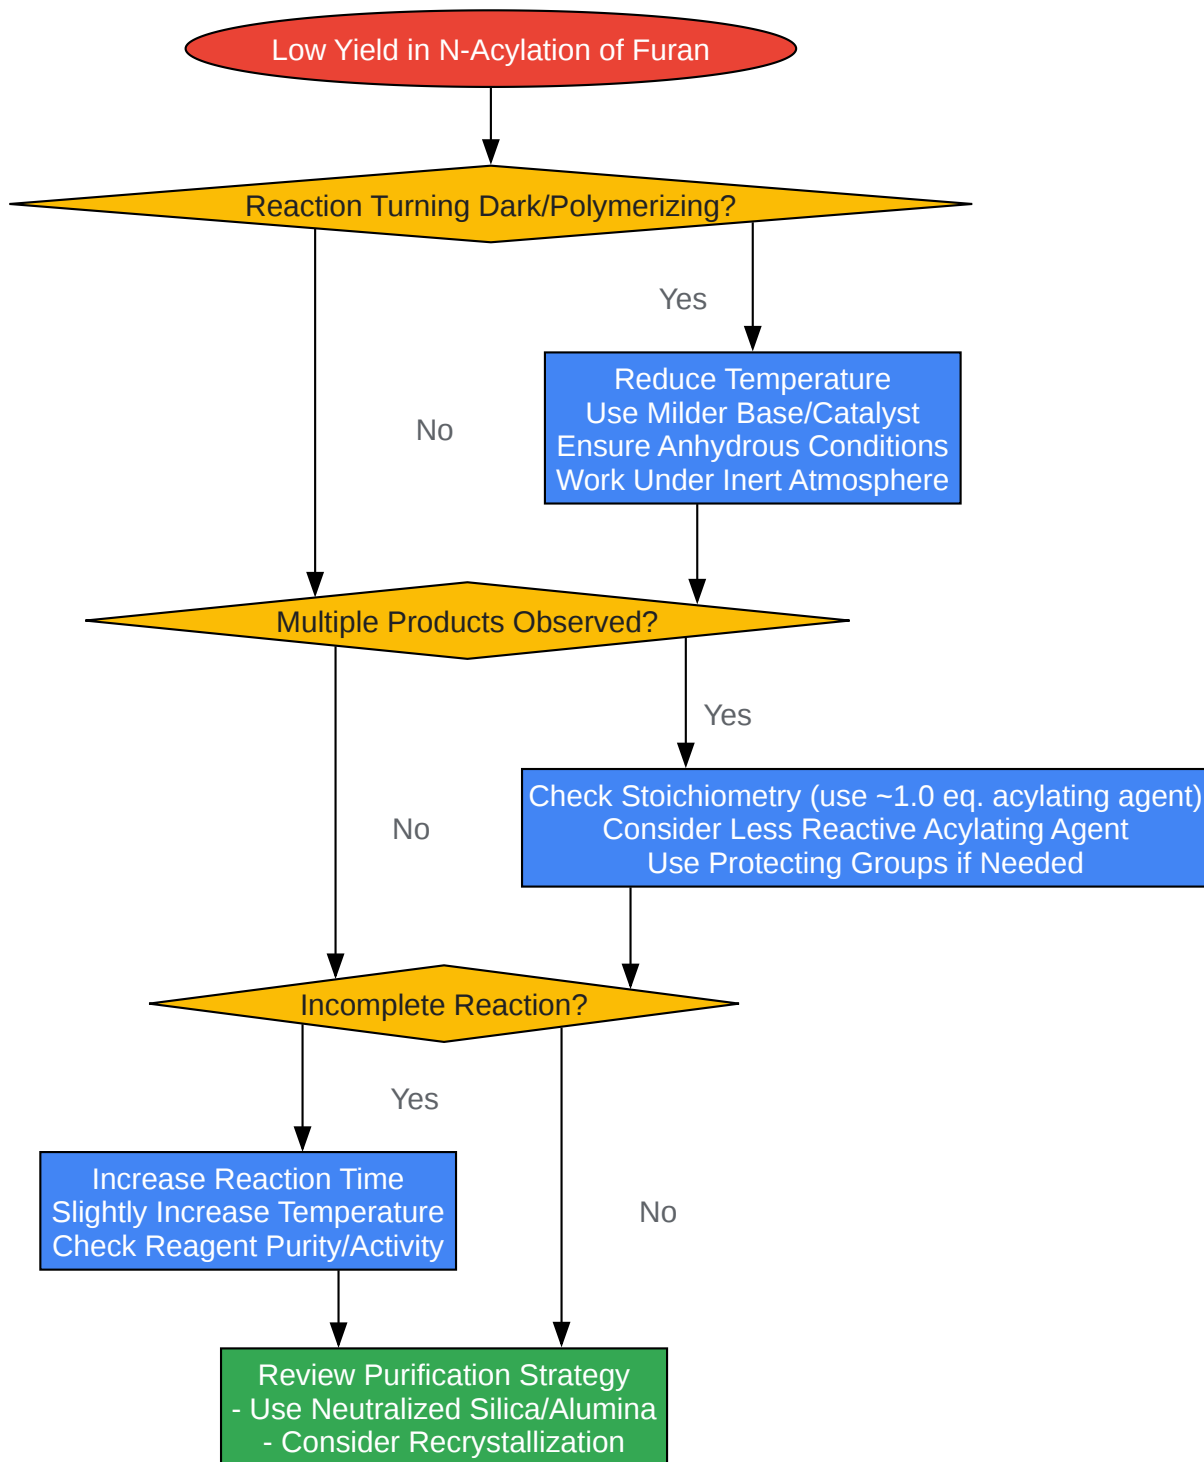 Low Yield in N-Acylation of Furan
Reaction Turning Dark/Polymerizing?
Yes
Reduce Temperature
Use Milder Base/Catalyst
Ensure Anhydrous Conditions
Work Under Inert Atmosphere
No
Multiple Products Observed?
Yes
Check Stoichiometry (use ~1.0 eq. acylating agent)
Consider Less Reactive Acylating Agent
Use Protecting Groups if Needed
No
Incomplete Reaction?
Yes
Increase Reaction Time
Slightly Increase Temperature
Check Reagent Purity/Activity
No
Review Purification Strategy
- Use Neutralized Silica/Alumina
- Consider Recrystallization